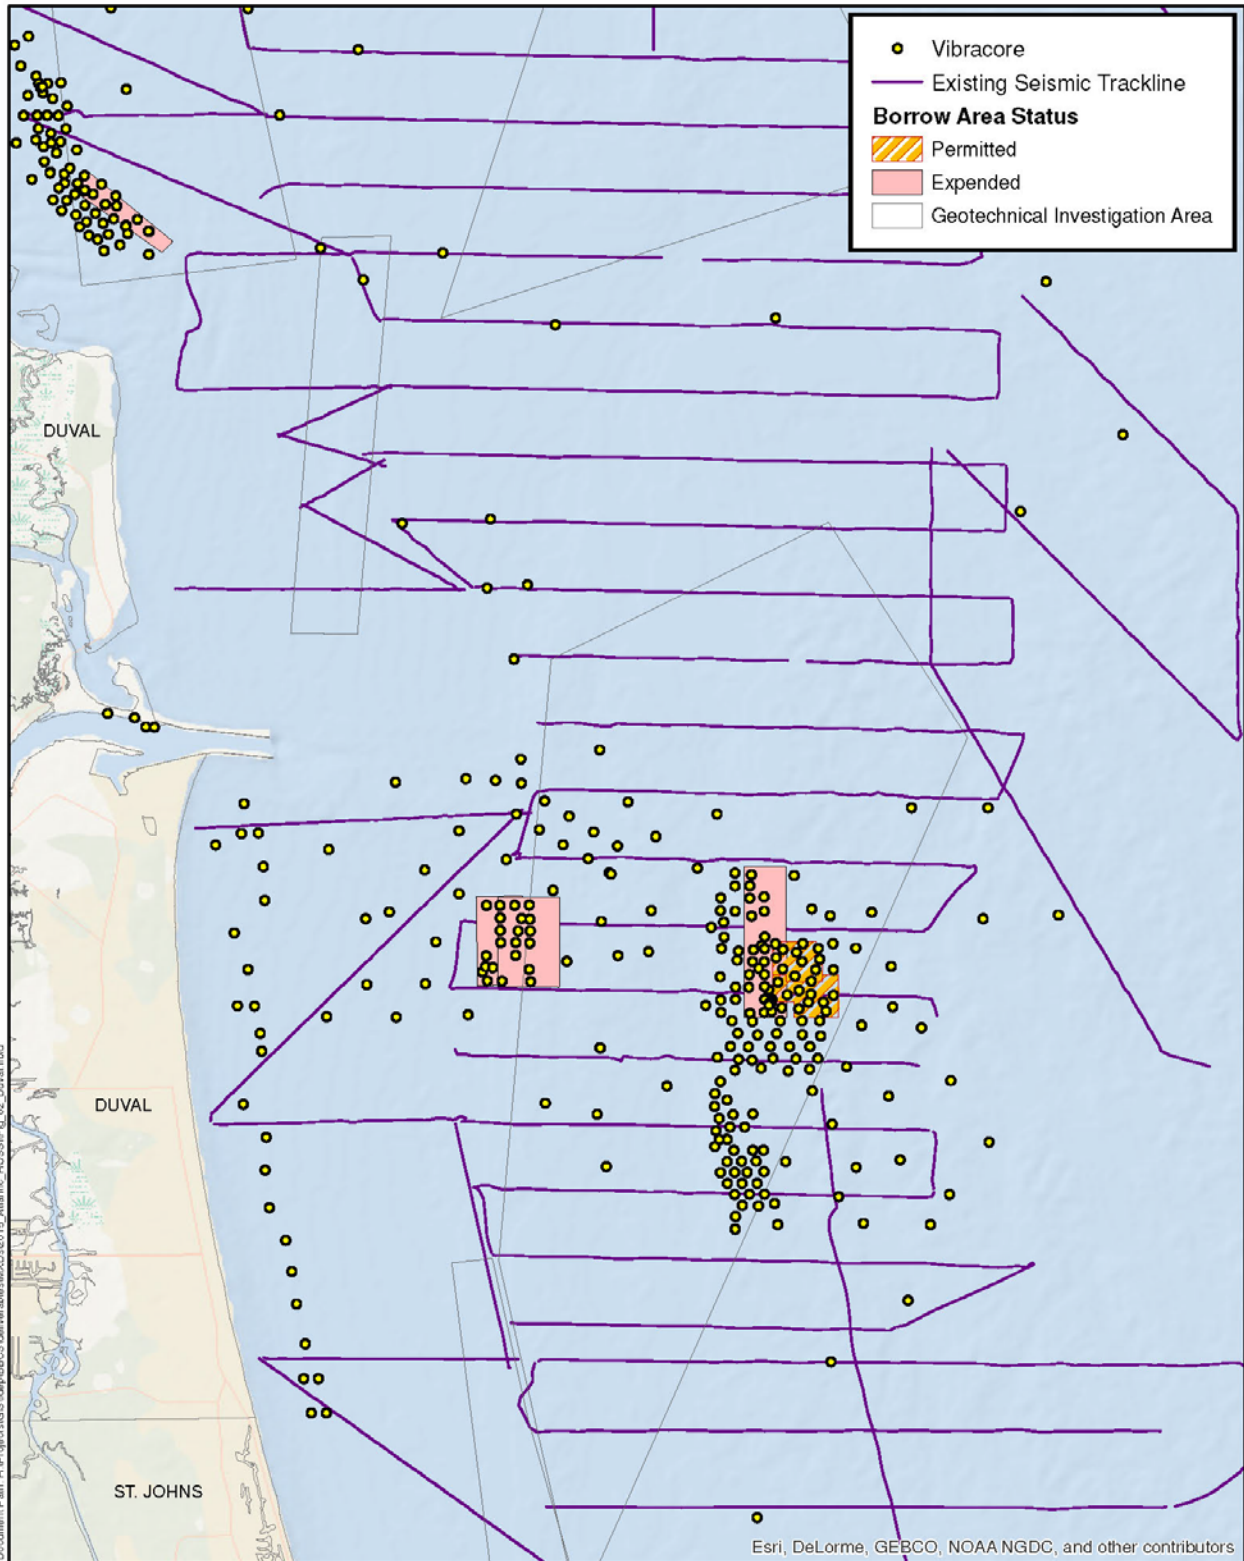 Vibracore
Existing Seismic Trackline
Borrow Area Status
Permitted
Expended
Geotechnical Investigation Area
DUVAL
DUVAL
ST. JOHNS
Esri, DeLorme, GEBCO, NOAA NGDC, and other contributors